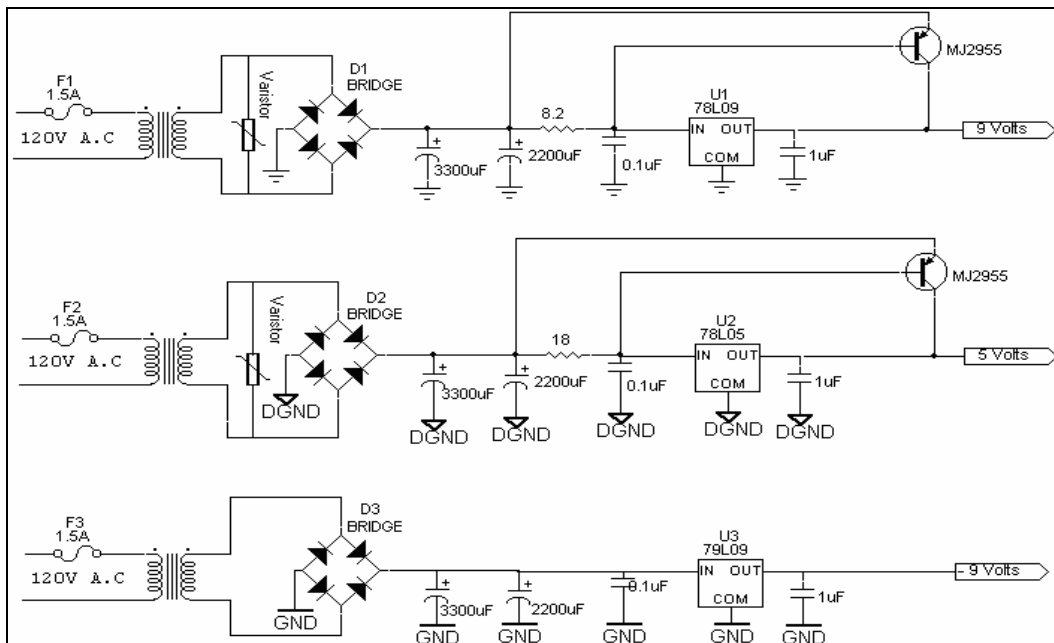 F1
1.5A
120V A.C
Varistor
D1
BRIDGE
3300uF
2200uF
8.2
0.1uF
U1
78L09
IN OUT
COM
1uF
MJ2955
9 Volts
F2
1.5A
120V A.C
Varistor
D2
BRIDGE
DGND
3300uF
DGND
2200uF
DGND
18
0.1uF
DGND
U2
78L05
IN OUT
COM
DGND
1uF
DGND
MJ2955
5 Volts
F3
1.5A
120V A.C
D3
BRIDGE
GND
3300uF
GND
2200uF
GND
0.1uF
GND
U3
79L09
IN OUT
COM
GND
1uF
GND
- 9 Volts